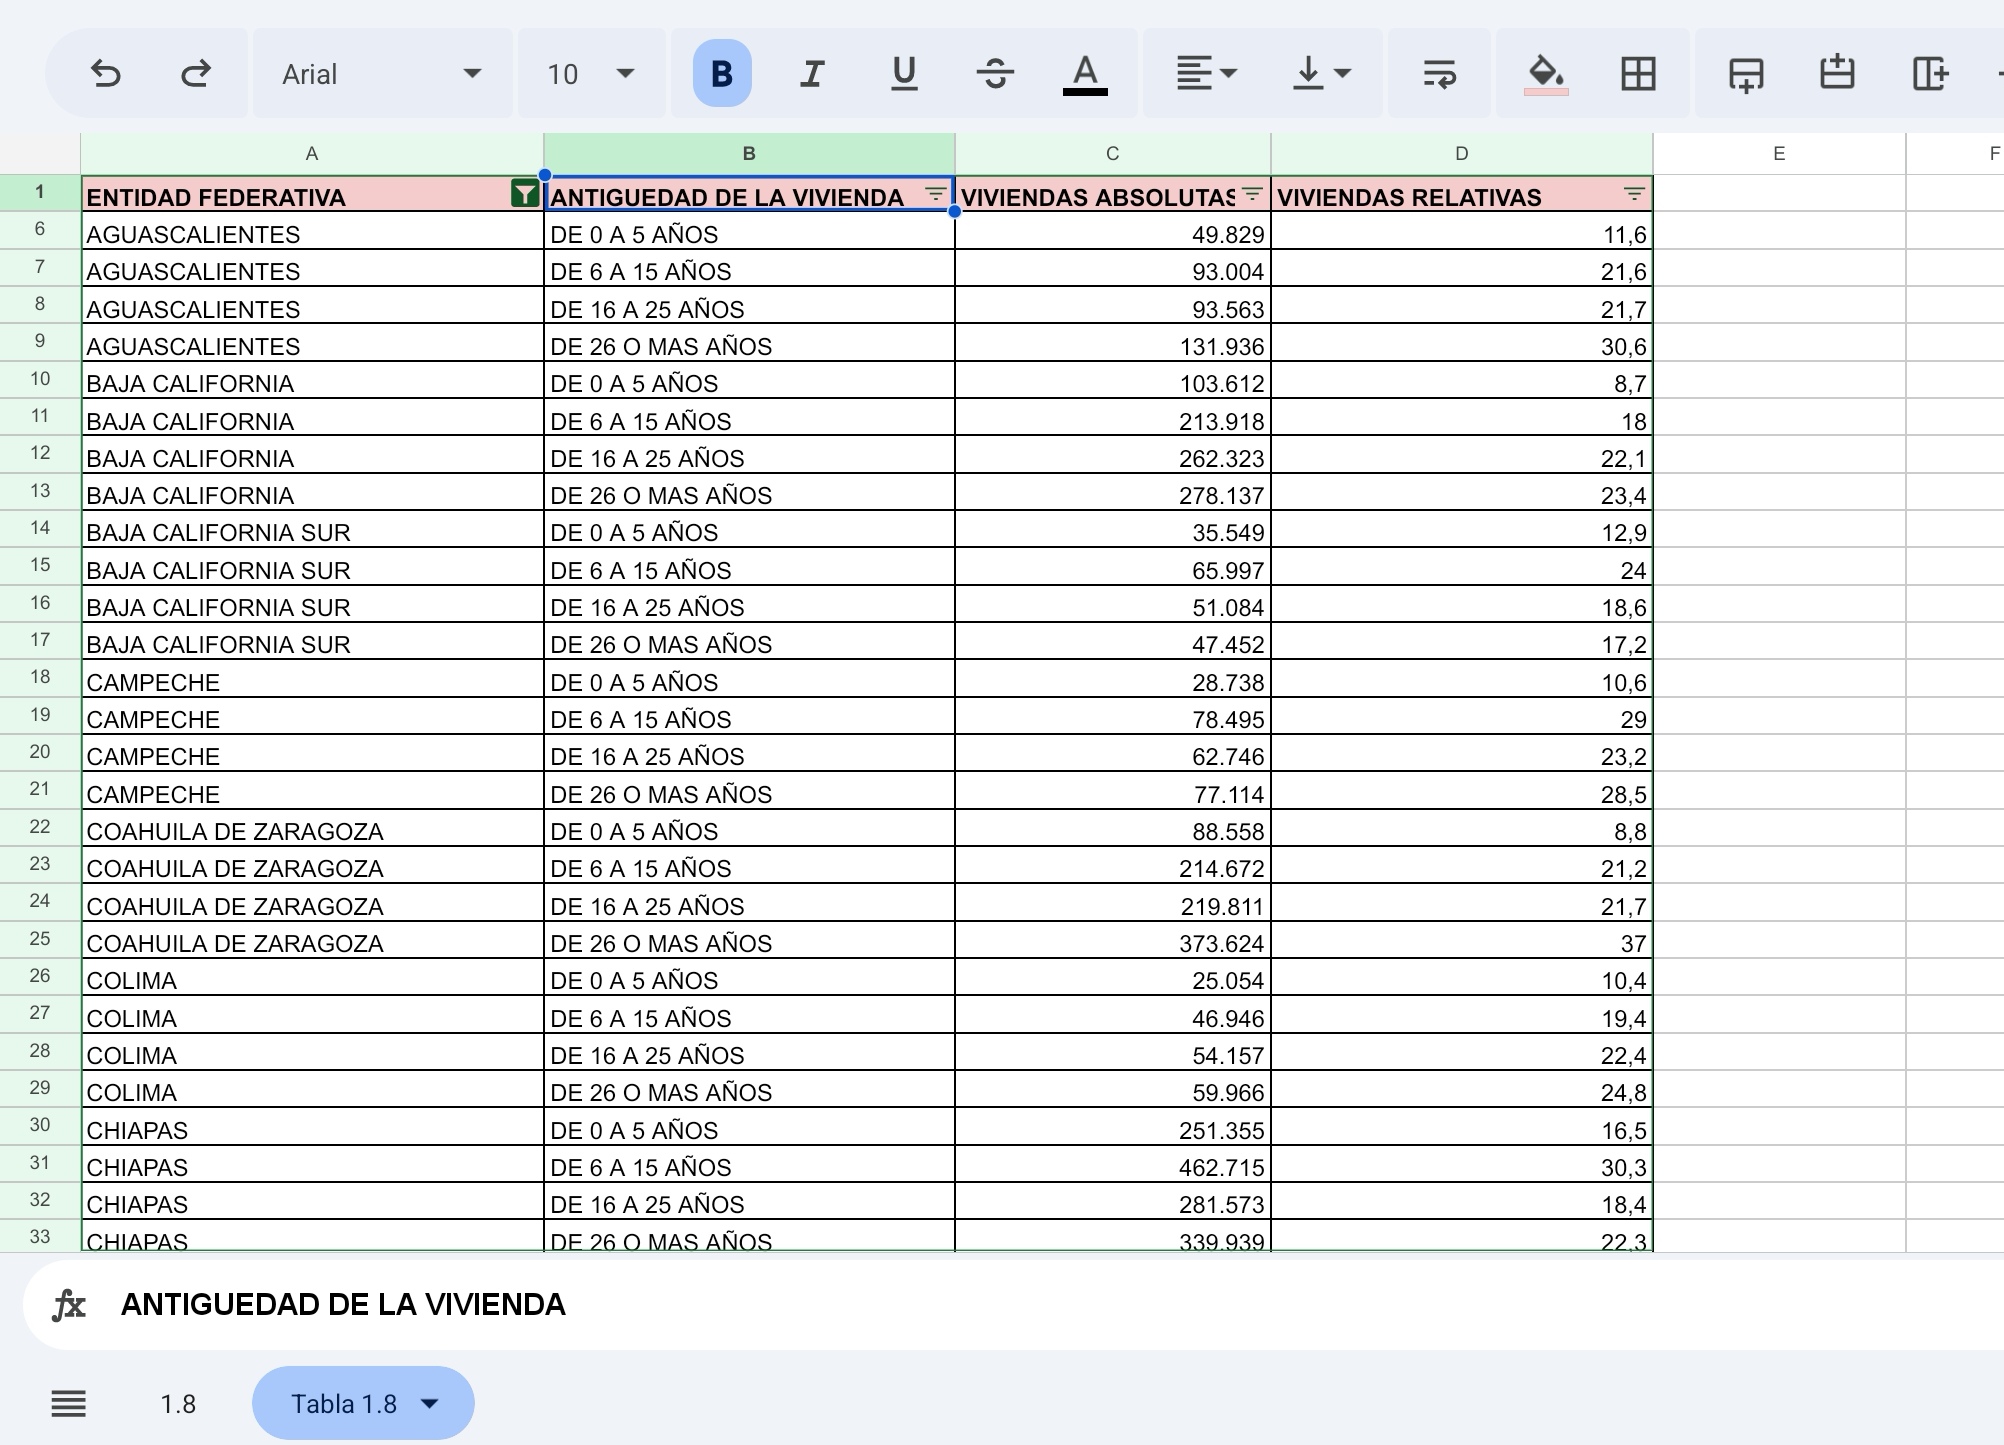 Arial 10 B I U S A
A B C D E F
1 ENTIDAD FEDERATIVA ANTIGUEDAD DE LA VIVIENDA VIVIENDAS ABSOLUTAS VIVIENDAS RELATIVAS
6 AGUASCALIENTES DE 0 A 5 AÑOS 49.829 11,6
7 AGUASCALIENTES DE 6 A 15 AÑOS 93.004 21,6
8 AGUASCALIENTES DE 16 A 25 AÑOS 93.563 21,7
9 AGUASCALIENTES DE 26 O MAS AÑOS 131.936 30,6
10 BAJA CALIFORNIA DE 0 A 5 AÑOS 103.612 8,7
11 BAJA CALIFORNIA DE 6 A 15 AÑOS 213.918 18
12 BAJA CALIFORNIA DE 16 A 25 AÑOS 262.323 22,1
13 BAJA CALIFORNIA DE 26 O MAS AÑOS 278.137 23,4
14 BAJA CALIFORNIA SUR DE 0 A 5 AÑOS 35.549 12,9
15 BAJA CALIFORNIA SUR DE 6 A 15 AÑOS 65.997 24
16 BAJA CALIFORNIA SUR DE 16 A 25 AÑOS 51.084 18,6
17 BAJA CALIFORNIA SUR DE 26 O MAS AÑOS 47.452 17,2
18 CAMPECHE DE 0 A 5 AÑOS 28.738 10,6
19 CAMPECHE DE 6 A 15 AÑOS 78.495 29
20 CAMPECHE DE 16 A 25 AÑOS 62.746 23,2
21 CAMPECHE DE 26 O MAS AÑOS 77.114 28,5
22 COAHUILA DE ZARAGOZA DE 0 A 5 AÑOS 88.558 8,8
23 COAHUILA DE ZARAGOZA DE 6 A 15 AÑOS 214.672 21,2
24 COAHUILA DE ZARAGOZA DE 16 A 25 AÑOS 219.811 21,7
25 COAHUILA DE ZARAGOZA DE 26 O MAS AÑOS 373.624 37
26 COLIMA DE 0 A 5 AÑOS 25.054 10,4
27 COLIMA DE 6 A 15 AÑOS 46.946 19,4
28 COLIMA DE 16 A 25 AÑOS 54.157 22,4
29 COLIMA DE 26 O MAS AÑOS 59.966 24,8
30 CHIAPAS DE 0 A 5 AÑOS 251.355 16,5
31 CHIAPAS DE 6 A 15 AÑOS 462.715 30,3
32 CHIAPAS DE 16 A 25 AÑOS 281.573 18,4
33 CHIAPAS DE 26 O MAS AÑOS 339.939 22,3
fx ANTIGUEDAD DE LA VIVIENDA
1.8 Tabla 1.8